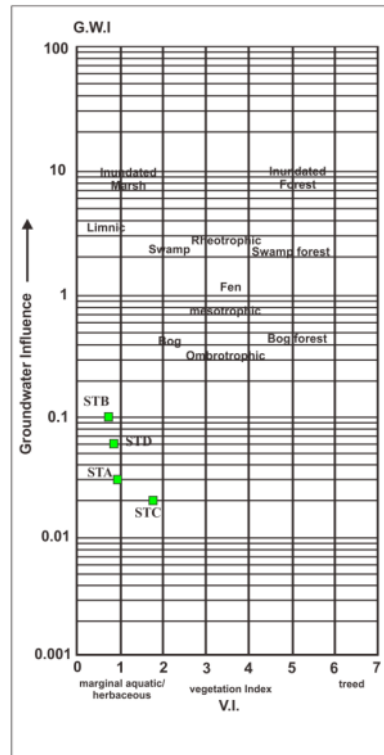 G.W.I
100
10
Inundated
Marsh
Inundated
Forest
Limnic
Rheotrophic
Swamp
Swamp forest
Fen
1
mesotrophic
Bog
Bog forest
Ombrotrophic
Groundwater Influence
STB
0.1
STD
STA
STC
0.01
0.001
0 1 2 3 4 5 6 7
marginal aquatic/
herbaceous
vegetation Index
treed
V.I.